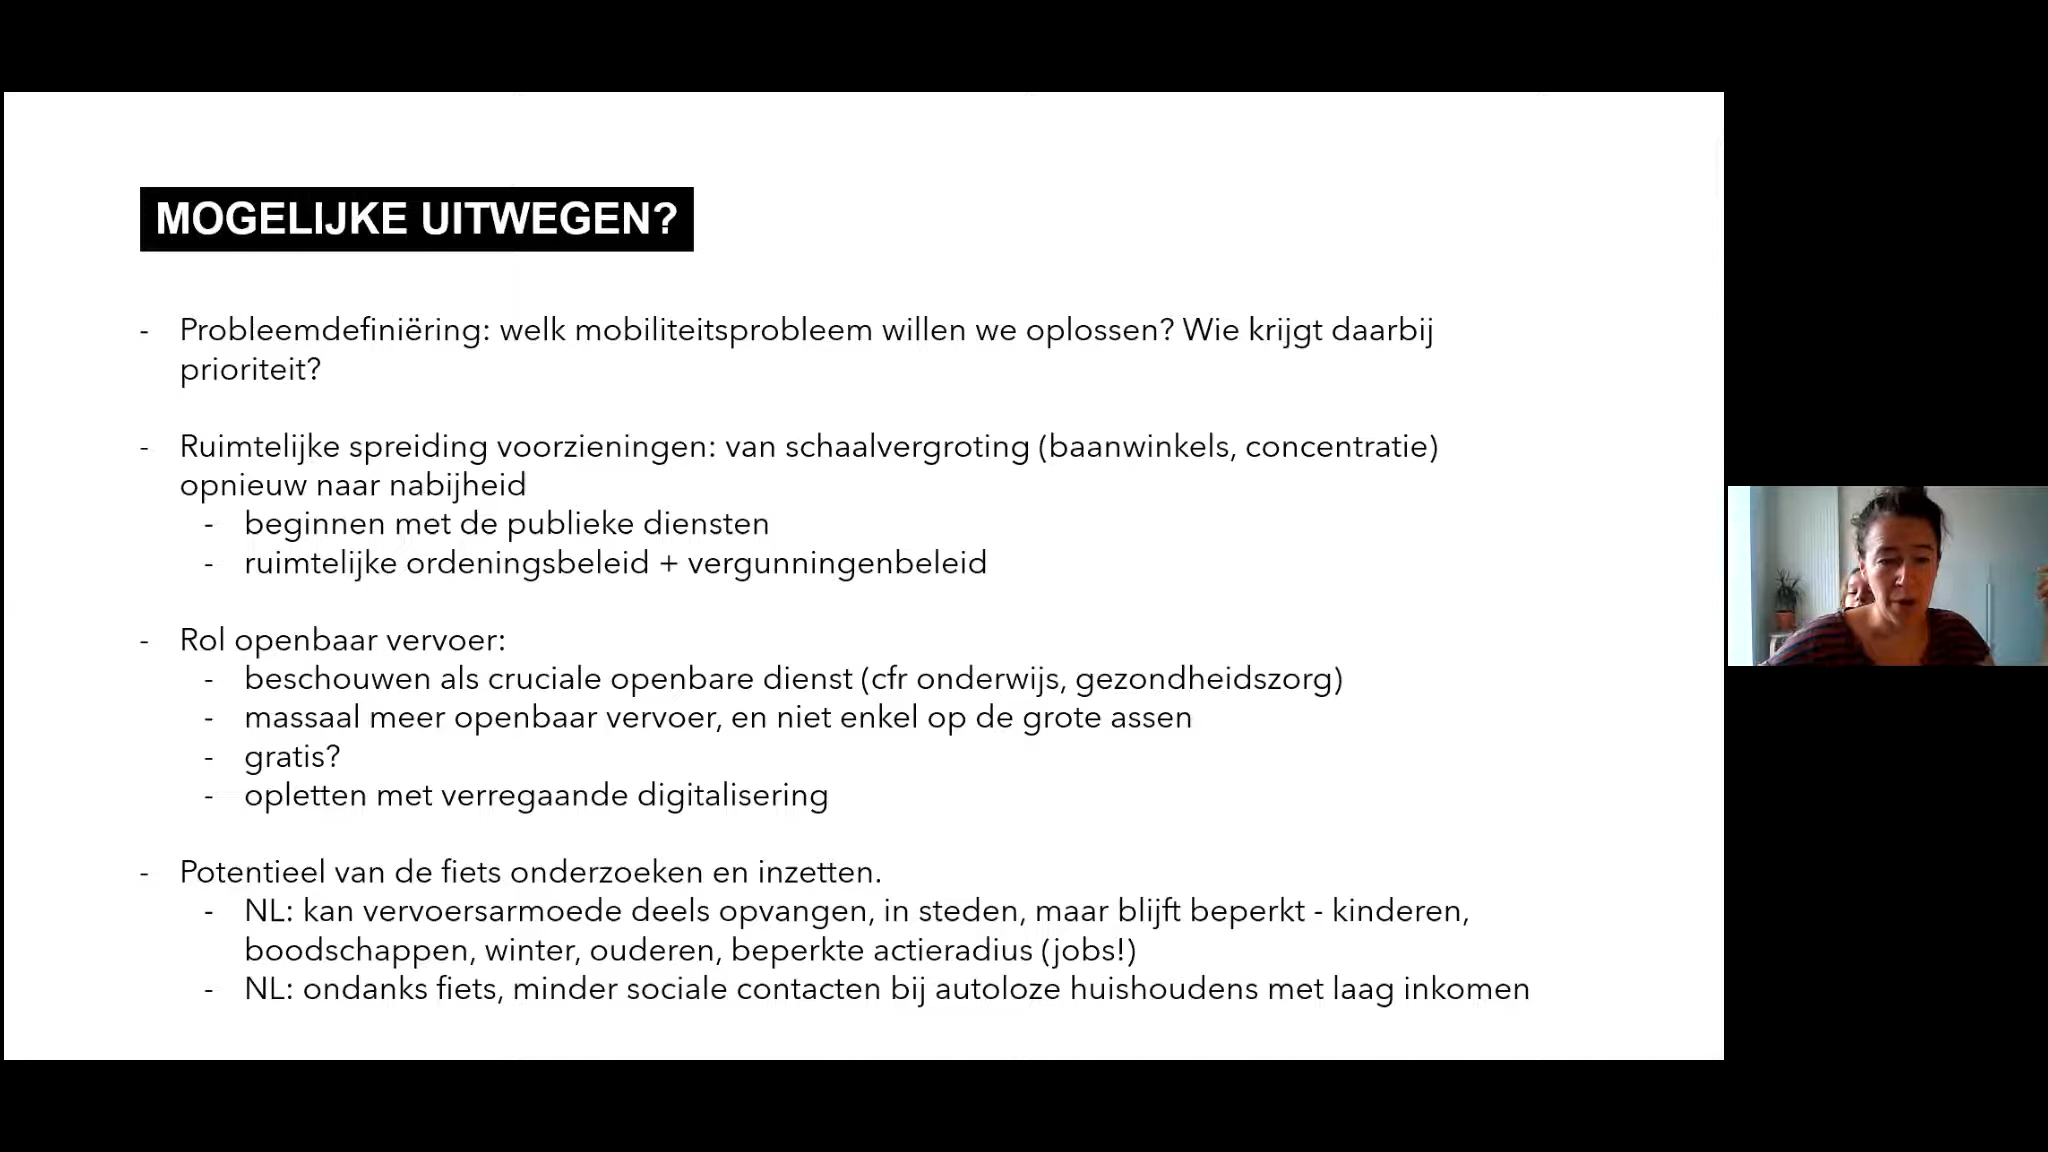 MOGELIJKE UITWEGEN?
- Probleemdefiniëring: welk mobiliteitsprobleem willen we oplossen? Wie krijgt daarbij
prioriteit?
- Ruimtelijke spreiding voorzieningen: van schaalvergroting (baanwinkels, concentratie)
opnieuw naar nabijheid
- beginnen met de publieke diensten
- ruimtelijke ordeningsbeleid + vergunningenbeleid
- Rol openbaar vervoer:
- beschouwen als cruciale openbare dienst (cfr onderwijs, gezondheidszorg)
- massaal meer openbaar vervoer, en niet enkel op de grote assen
- gratis?
- opletten met verregaande digitalisering
- Potentieel van de fiets onderzoeken en inzetten.
- NL: kan vervoersarmoede deels opvangen, in steden, maar blijft beperkt - kinderen,
boodschappen, winter, ouderen, beperkte actieradius (jobs!)
- NL: ondanks fiets, minder sociale contacten bij autoloze huishoudens met laag inkomen